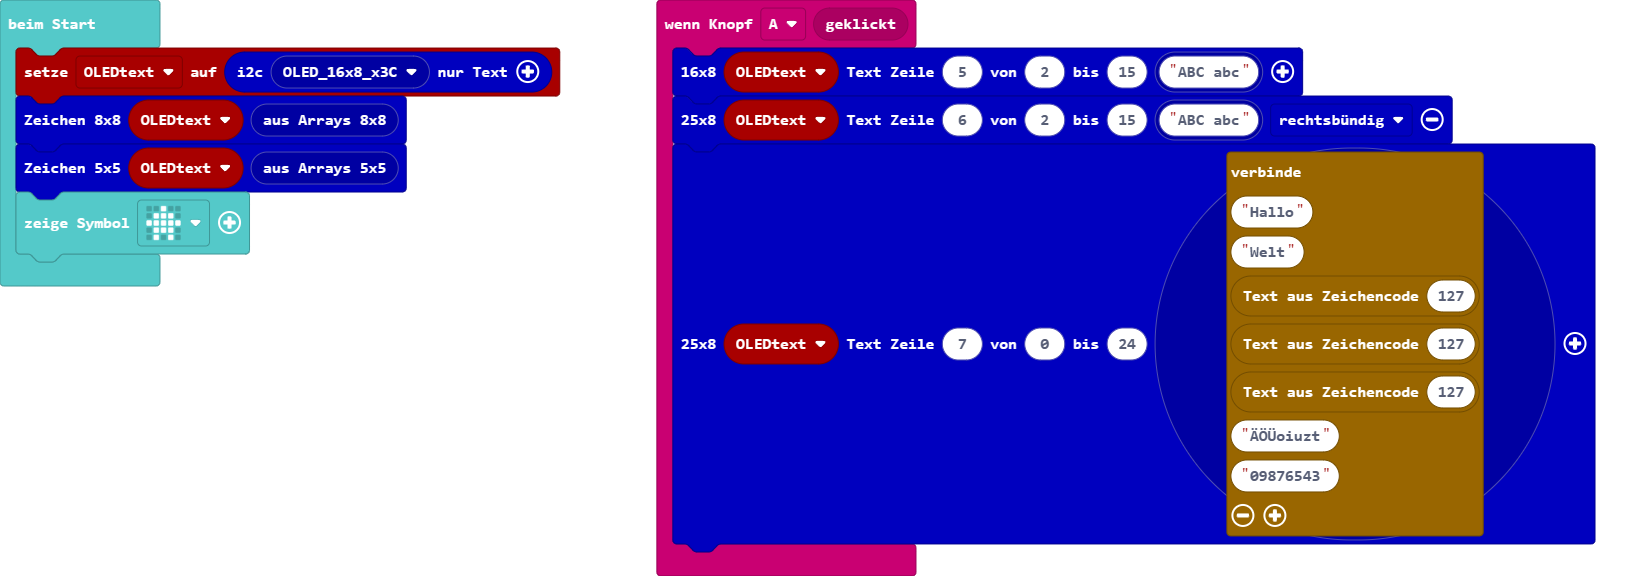 beim Start
setze OLEDtext auf i2c OLED_16x8_x3C nur Text
Zeichen 8x8 OLEDtext aus Arrays 8x8
Zeichen 5x5 OLEDtext aus Arrays 5x5
zeige Symbol
wenn Knopf A geklickt
16x8 OLEDtext Text Zeile 5 von 2 bis 15 "ABC abc"
25x8 OLEDtext Text Zeile 6 von 2 bis 15 "ABC abc" rechtsbündig
25x8 OLEDtext Text Zeile 7 von 0 bis 24
verbinde
"Hallo"
"Welt"
Text aus Zeichencode 127
Text aus Zeichencode 127
Text aus Zeichencode 127
"ÄÖÜoiuzt"
"09876543"